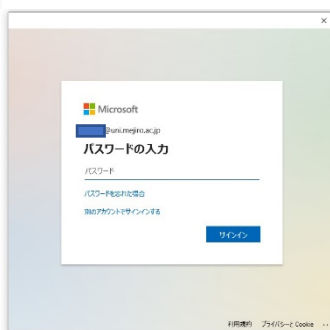 Microsoft
@uni.mejiro.ac.jp
パスワードの入力
パスワード
パスワードを忘れた場合
別のアカウントでサインインする
サインイン
利用規約 プライバシーと Cookie ...